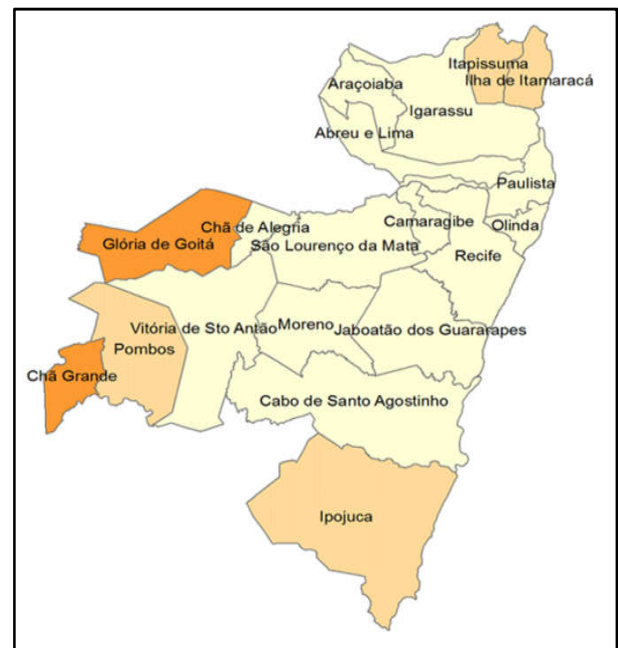 Itapissuma
Ilha de Itamaracá
Araçoiaba
Igarassu
Abreu e Lima
Paulista
Chã de Alegria
Camaragibe
Olinda
Glória de Goitá
São Lourenço da Mata
Recife
Vitória de Sto Antão
Moreno
Jaboatão dos Guararapes
Pombos
Chã Grande
Cabo de Santo Agostinho
Ipojuca